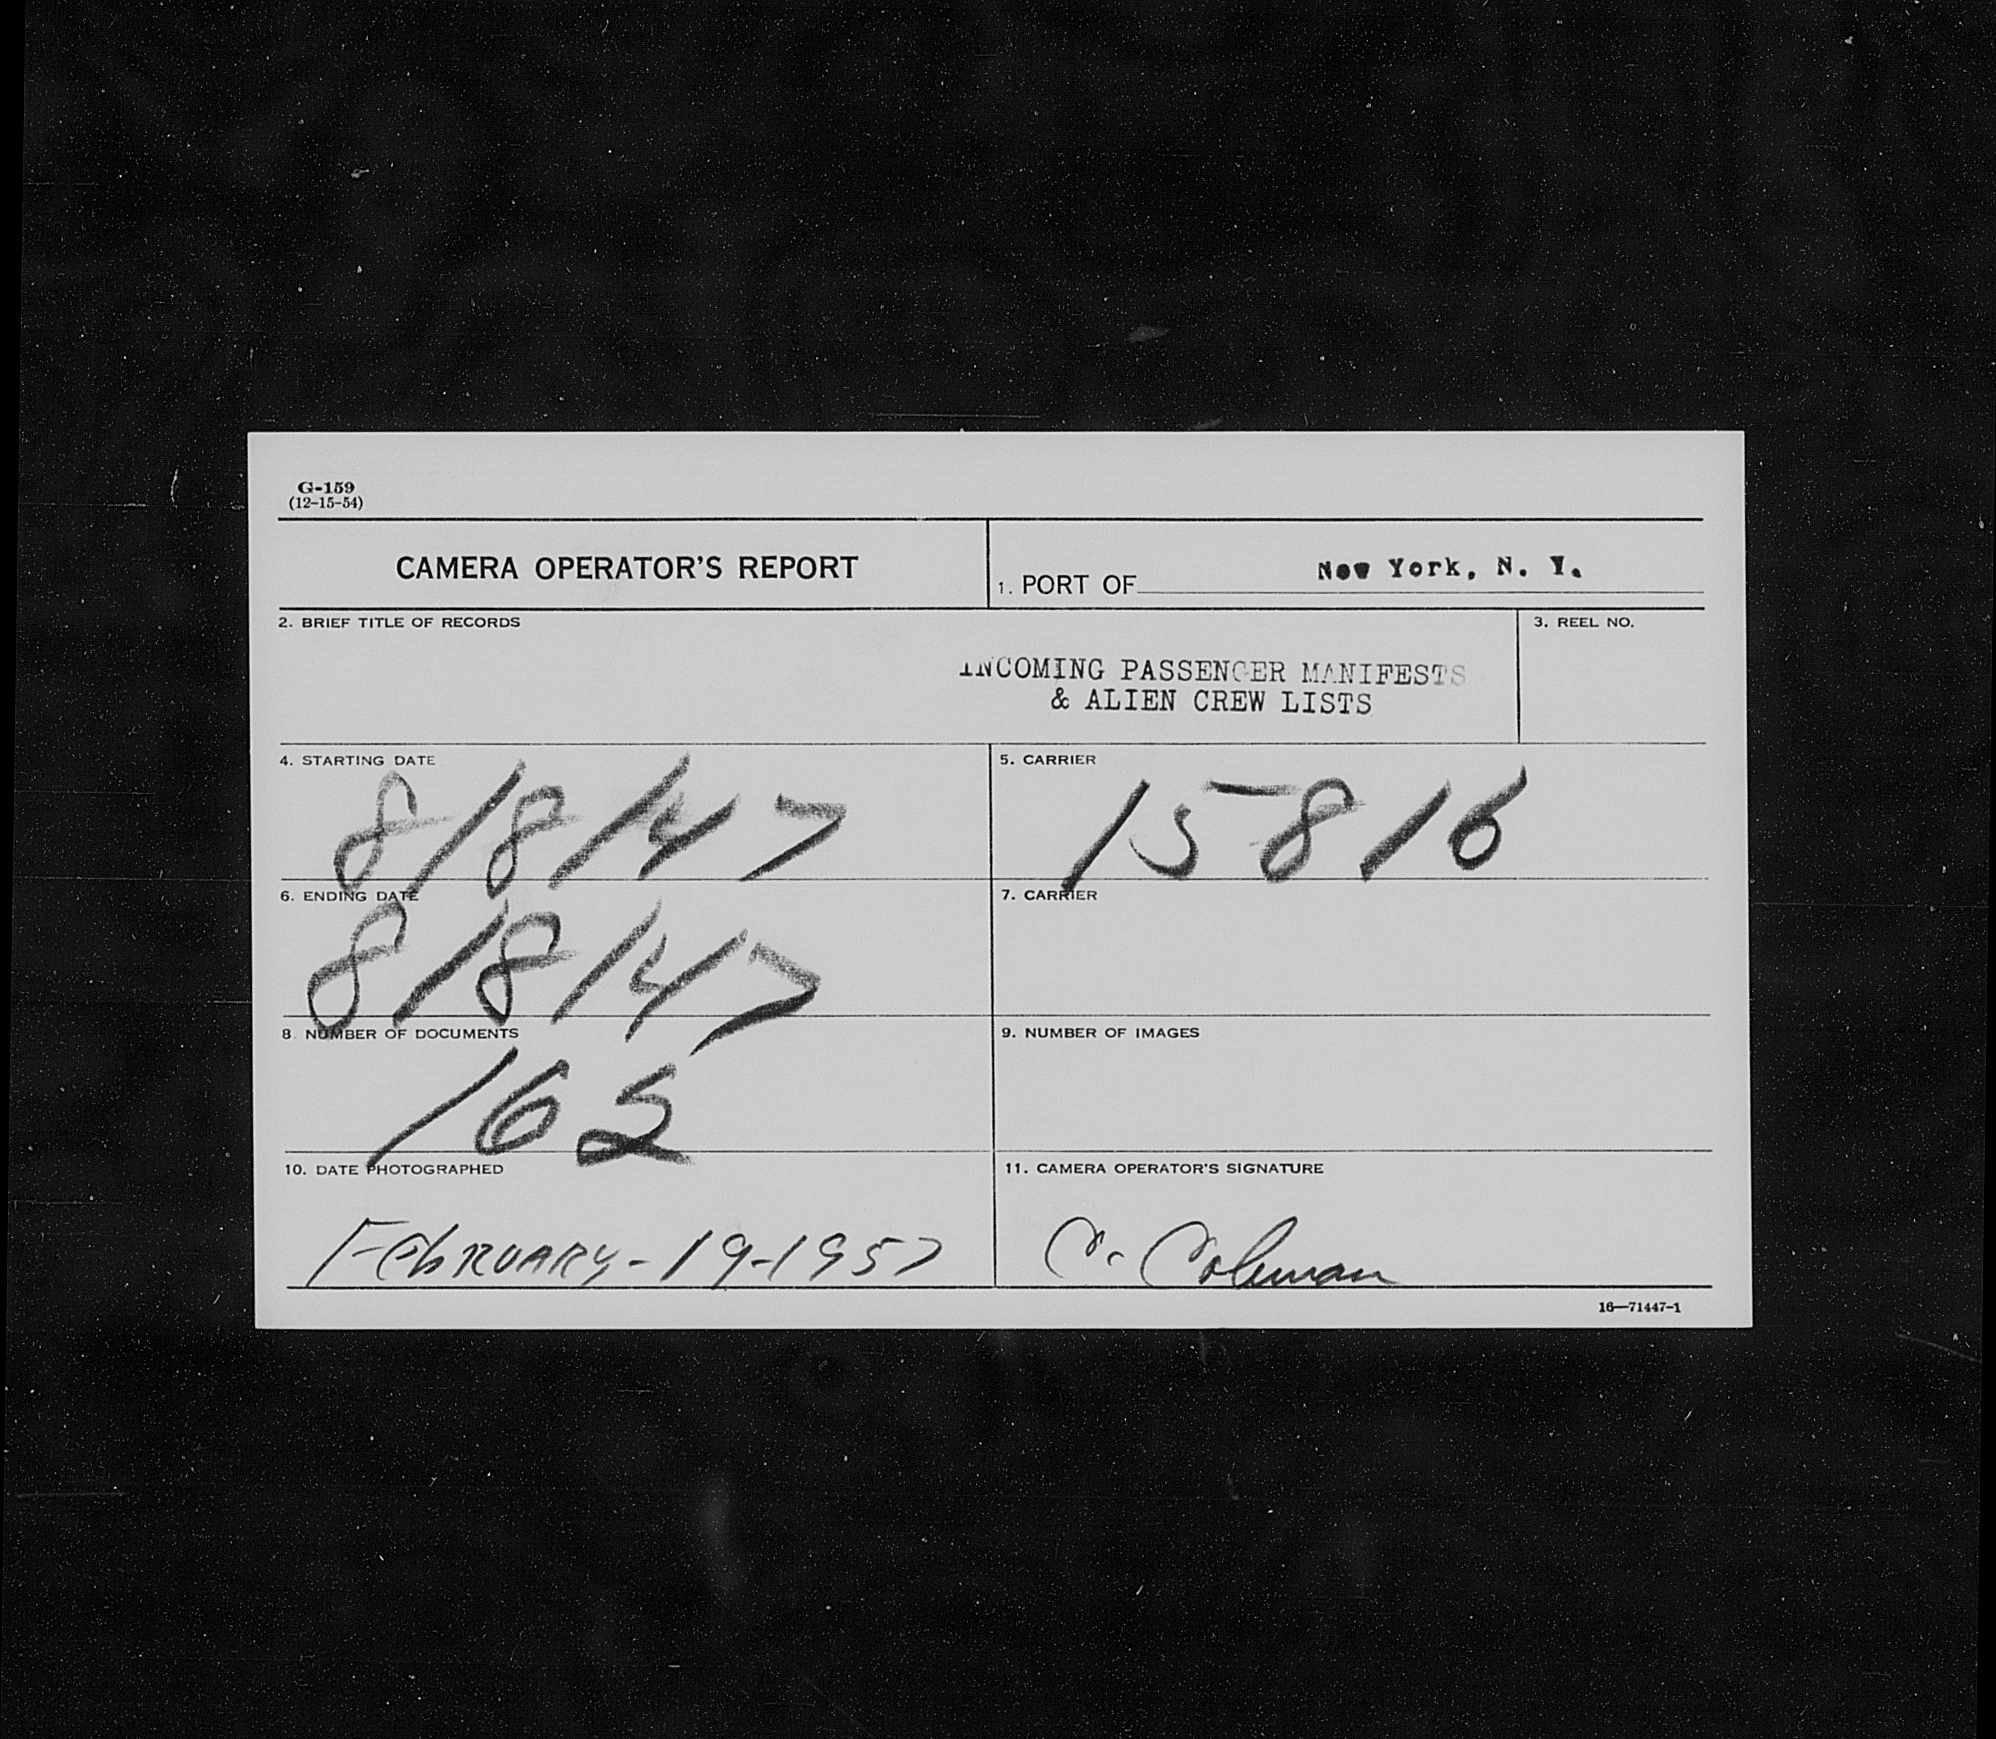 G-159
(12-15-54)
CAMERA OPERATOR'S REPORT
1. PORT OF New York, N. Y.
2. BRIEF TITLE OF RECORDS
3. REEL NO.
INCOMING PASSENGER MANIFESTS
& ALIEN CREW LISTS
4. STARTING DATE
8/8/47
5. CARRIER
15816
6. ENDING DATE
8/8/47
7. CARRIER
8. NUMBER OF DOCUMENTS
162
9. NUMBER OF IMAGES
10. DATE PHOTOGRAPHED
FEbRUARY-19-1957
11. CAMERA OPERATOR'S SIGNATURE
C. Coleman
16—71447-1